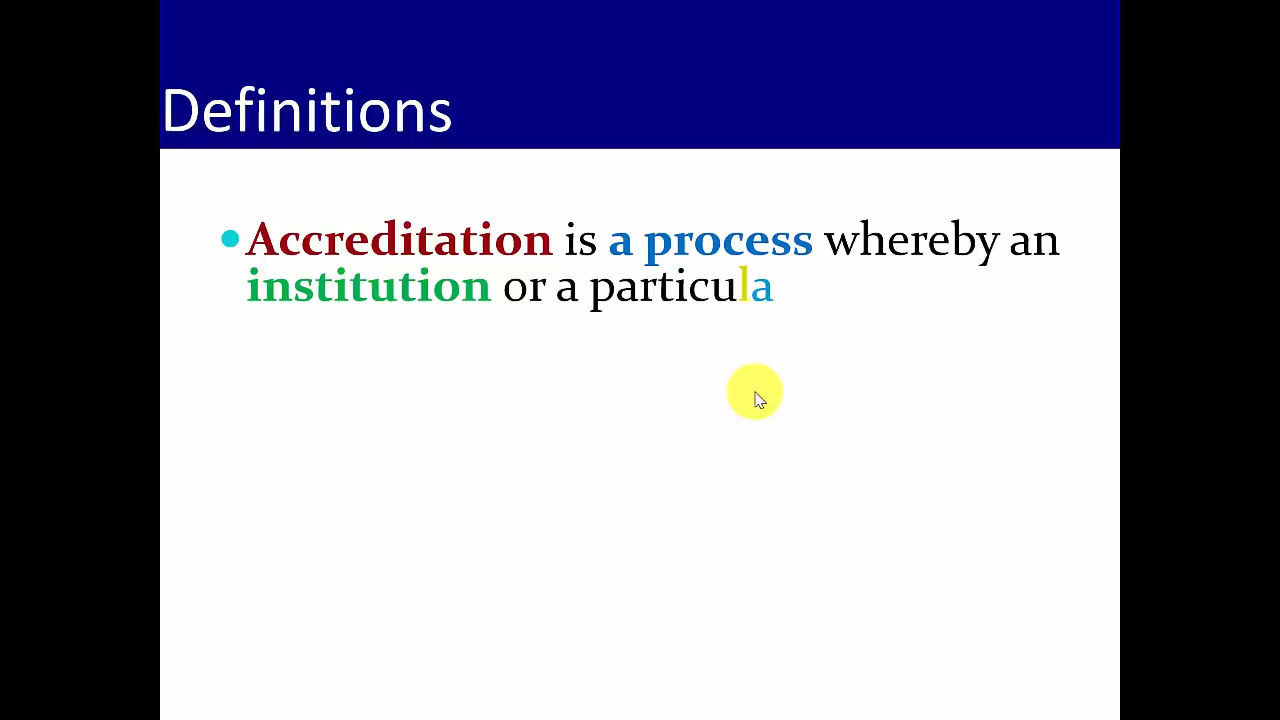 Definitions
Accreditation is a process whereby an
institution or a particula